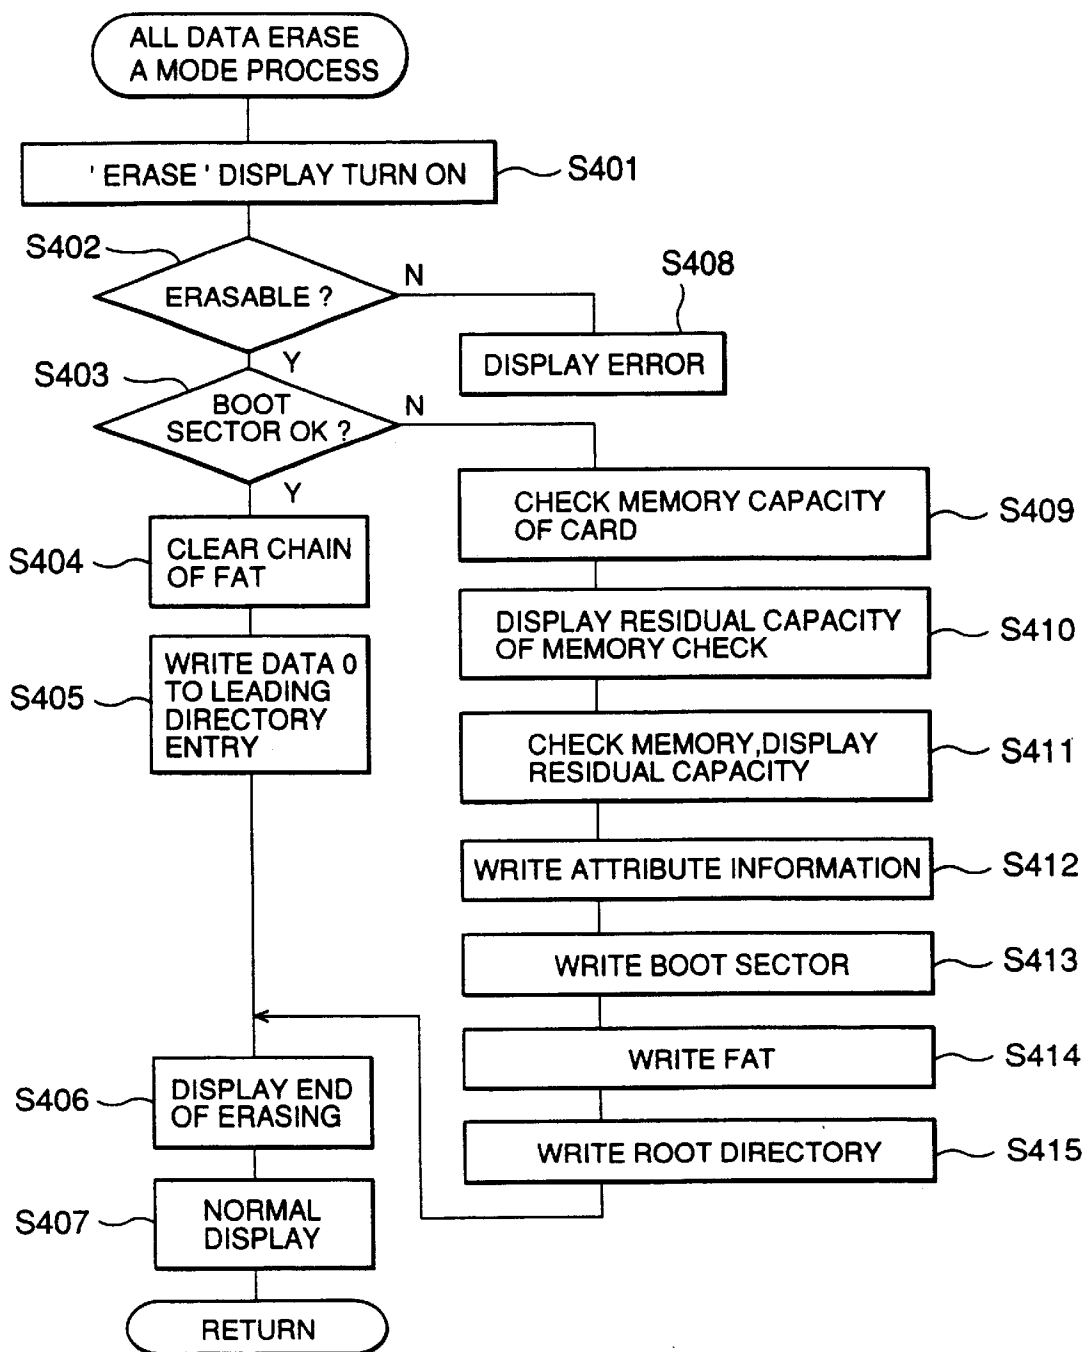 ALL DATA ERASE
A MODE PROCESS
' ERASE ' DISPLAY TURN ON
S401
S402
ERASABLE ?
N
Y
S408
DISPLAY ERROR
S403
BOOT
SECTOR OK ?
N
Y
S404
CLEAR CHAIN
OF FAT
S405
WRITE DATA 0
TO LEADING
DIRECTORY
ENTRY
CHECK MEMORY CAPACITY
OF CARD
S409
DISPLAY RESIDUAL CAPACITY
OF MEMORY CHECK
S410
CHECK MEMORY,DISPLAY
RESIDUAL CAPACITY
S411
WRITE ATTRIBUTE INFORMATION
S412
WRITE BOOT SECTOR
S413
WRITE FAT
S414
WRITE ROOT DIRECTORY
S415
S406
DISPLAY END
OF ERASING
S407
NORMAL
DISPLAY
RETURN